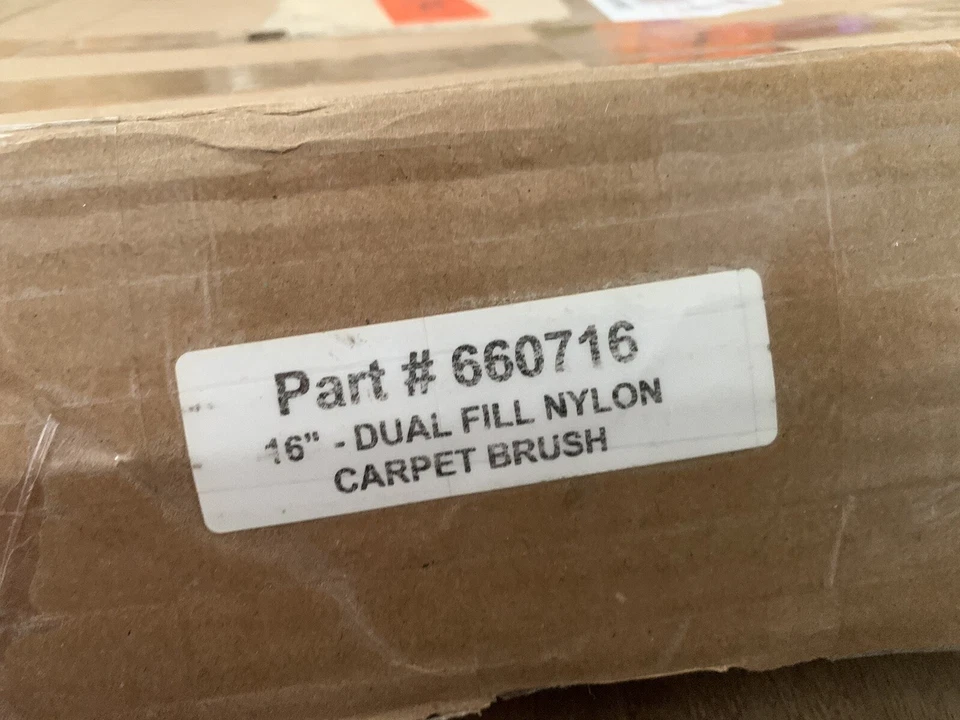 Part # 660716
16" - DUAL FILL NYLON
CARPET BRUSH